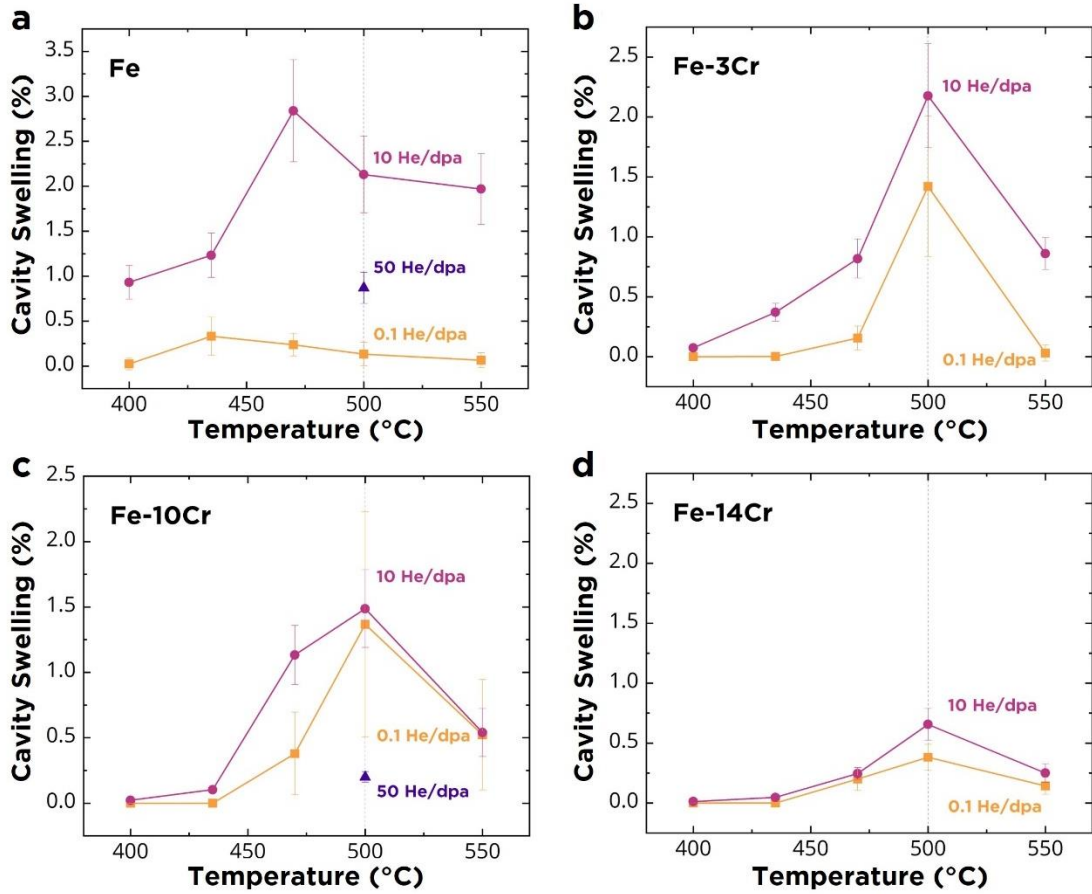 a
Fe
Cavity Swelling (%)
3.5
3.0
2.5
2.0
1.5
1.0
0.5
0.0
10 He/dpa
50 He/dpa
0.1 He/dpa
400
450
500
550
Temperature (°C)
b
Fe-3Cr
Cavity Swelling (%)
2.5
2.0
1.5
1.0
0.5
0.0
10 He/dpa
0.1 He/dpa
400
450
500
550
Temperature (°C)
c
Fe-10Cr
Cavity Swelling (%)
2.5
2.0
1.5
1.0
0.5
0.0
10 He/dpa
0.1 He/dpa
50 He/dpa
400
450
500
550
Temperature (°C)
d
Fe-14Cr
Cavity Swelling (%)
2.5
2.0
1.5
1.0
0.5
0.0
10 He/dpa
0.1 He/dpa
400
450
500
550
Temperature (°C)